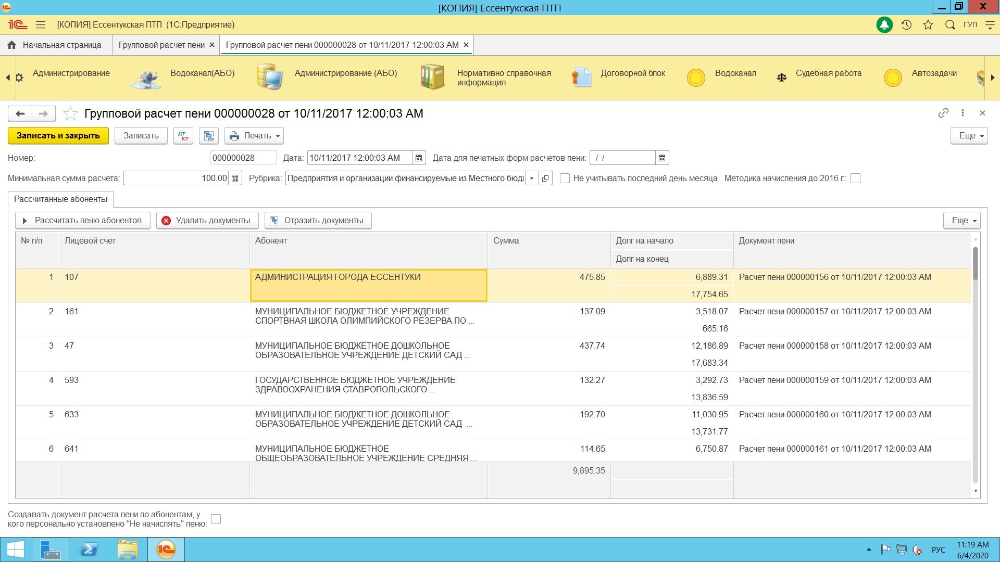 [КОПИЯ] Ессентукская ПТП
[КОПИЯ] Ессентукская ПТП (1С:Предприятие)
ГУП
Начальная страница
Групповой расчет пени
Групповой расчет пени 000000028 от 10/11/2017 12:00:03 AM
Администрирование
Водоканал(АБО)
Администрирование (АБО)
Нормативно справочная
информация
Договорной блок
Водоканал
Судебная работа
Автозадачи
Групповой расчет пени 000000028 от 10/11/2017 12:00:03 AM
Записать и закрыть
Записать
Дт
Кт
Печать
Еще
Номер:
000000028
Дата:
10/11/2017 12:00:03 AM
Дата для печатных форм расчетов пени:
/ /
Минимальная сумма расчета:
100.00
Рубрика:
Предприятия и организации финансируемые из Местного бюд
Не учитывать последний день месяца
Методика начисления до 2016 г.:
Рассчитанные абоненты
Рассчитать пеню абонентов
Удалить документы
Отразить документы
Еще
№ п/п
Лицевой счет
Абонент
Сумма
Долг на начало
Документ пени
Долг на конец
1
107
АДМИНИСТРАЦИЯ ГОРОДА ЕССЕНТУКИ
475.85
6,889.31
Расчет пени 000000156 от 10/11/2017 12:00:03 AM
17,754.65
2
161
МУНИЦИПАЛЬНОЕ БЮДЖЕТНОЕ УЧРЕЖДЕНИЕ
СПОРТВНАЯ ШКОЛА ОЛИМПИЙСКОГО РЕЗЕРВА ПО ...
137.09
3,518.07
Расчет пени 000000157 от 10/11/2017 12:00:03 AM
665.16
3
47
МУНИЦИПАЛЬНОЕ БЮДЖЕТНОЕ ДОШКОЛЬНОЕ
ОБРАЗОВАТЕЛЬНОЕ УЧРЕЖДЕНИЕ ДЕТСКИЙ САД ...
437.74
12,186.89
Расчет пени 000000158 от 10/11/2017 12:00:03 AM
17,683.34
4
593
ГОСУДАРСТВЕННОЕ БЮДЖЕТНОЕ УЧРЕЖДЕНИЕ
ЗДРАВООХРАНЕНИЯ СТАВРОПОЛЬСКОГО ...
132.27
3,292.73
Расчет пени 000000159 от 10/11/2017 12:00:03 AM
13,836.59
5
633
МУНИЦИПАЛЬНОЕ БЮДЖЕТНОЕ ДОШКОЛЬНОЕ
ОБРАЗОВАТЕЛЬНОЕ УЧРЕЖДЕНИЕ ДЕТСКИЙ САД ...
192.70
11,030.95
Расчет пени 000000160 от 10/11/2017 12:00:03 AM
13,731.77
6
641
МУНИЦИПАЛЬНОЕ БЮДЖЕТНОЕ
ОБЩЕОБРАЗОВАТЕЛЬНОЕ УЧРЕЖДЕНИЕ СРЕДНЯЯ ...
114.65
6,750.87
Расчет пени 000000161 от 10/11/2017 12:00:03 AM
9,895.35
Создавать документ расчета пени по абонентам, у
кого персонально установлено "Не начислять" пеню:
РУС
11:19 AM
6/4/2020